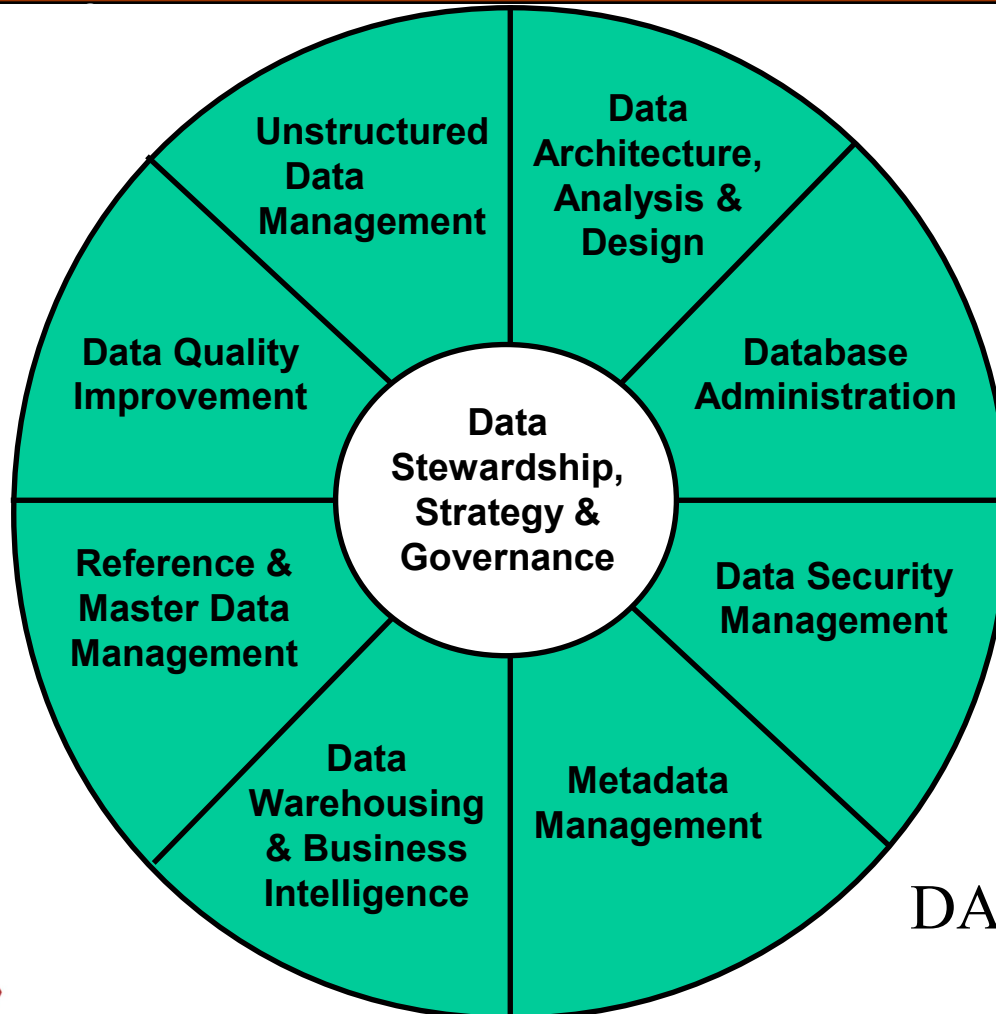 Unstructured
Data
Management
Data
Architecture,
Analysis &
Design
Database
Administration
Data Security
Management
Metadata
Management
Data
Warehousing
& Business
Intelligence
Reference &
Master Data
Management
Data Quality
Improvement
Data
Stewardship,
Strategy &
Governance
DA